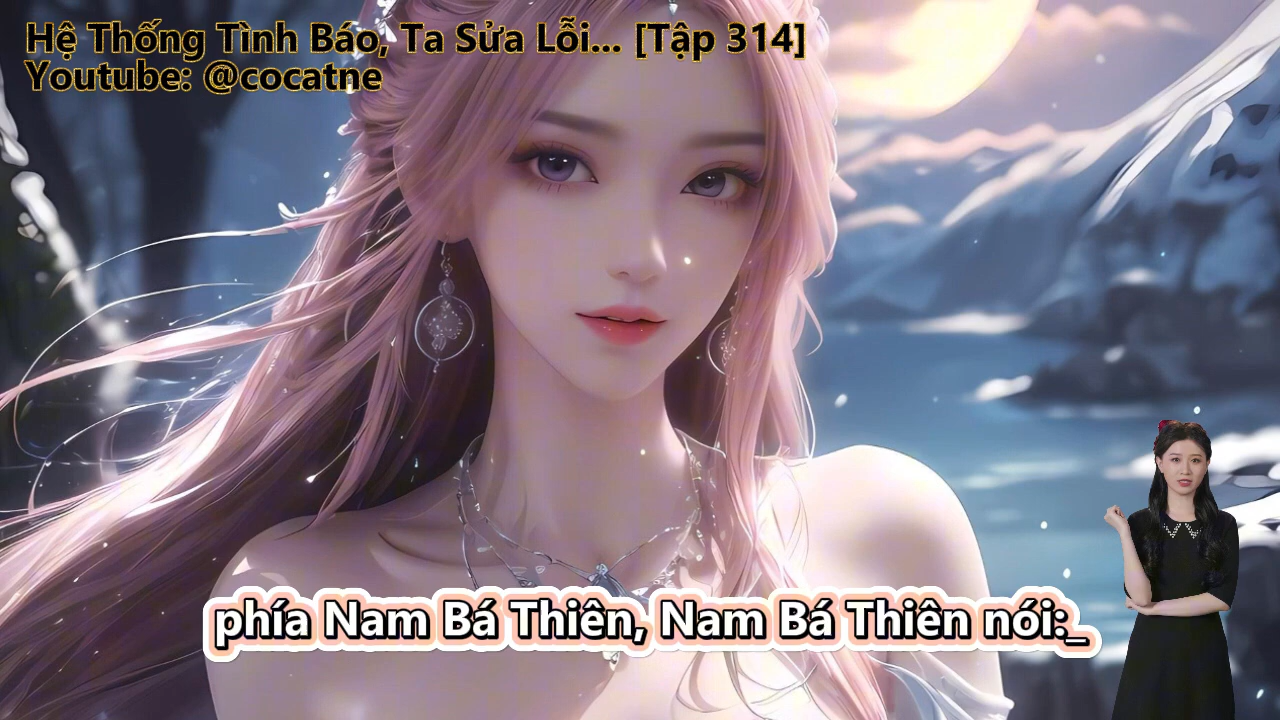 Hệ Thống Tình Báo, Ta Sửa Lỗi... [Tập 314]
Youtube: @cocatne
phía Nam Bá Thiên, Nam Bá Thiên nói:_